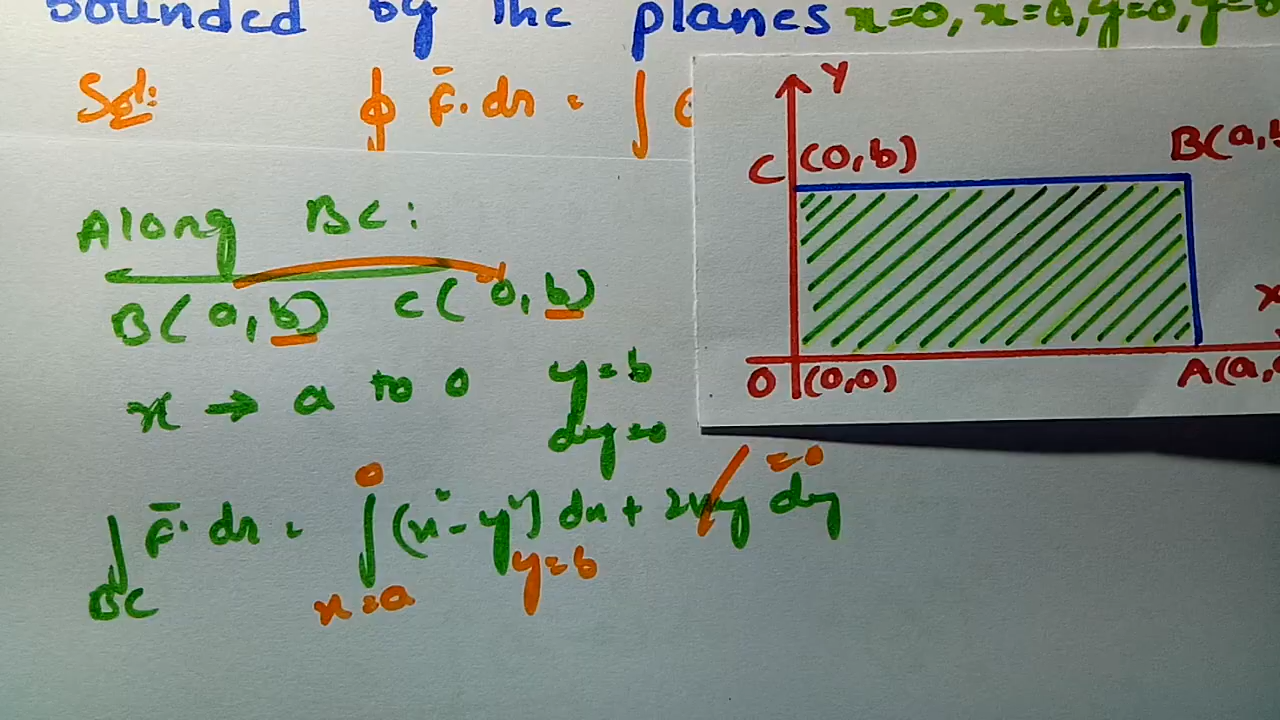 bounded by the planes x=0, x=a, y=0, y=b
Sol: ∮ F̄. dr = ∫
Along BC:
B(a,b) C(0,b)
x → a to 0 y=b
dy=0
∫BC F̄. dr = ∫x=a 0 (x²-y²) dx + 2xy dy =0
y=b
Y
C (0,b) B(a,b
x
O (0,0) A(a,0